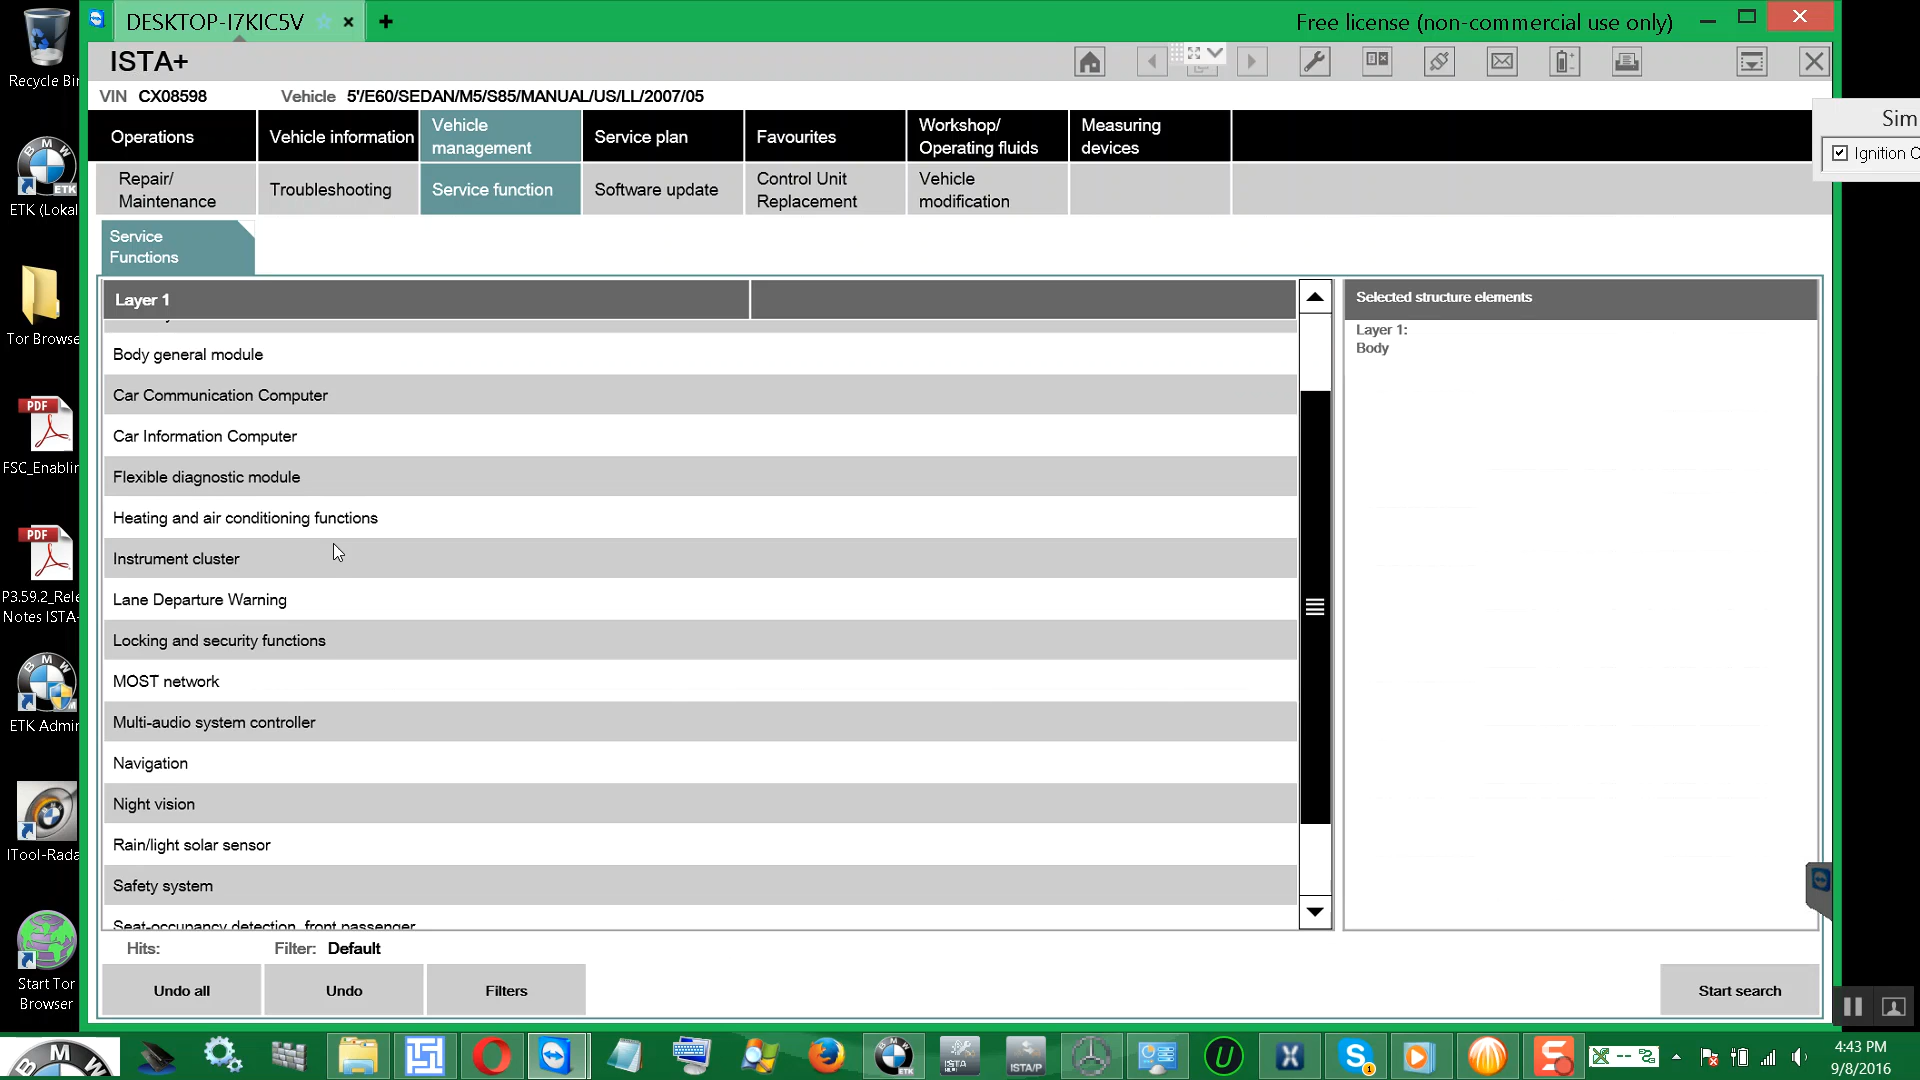 Recycle Bin
ETK (Lokal
Tor Browse
PDF
FSC_Enablin
PDF
P3.59.2_Rele
Notes ISTA-
ETK Admin
ITool-Rada
Start Tor
Browser
DESKTOP-I7KIC5V
Free license (non-commercial use only)
ISTA+
VIN CX08598 Vehicle 5'/E60/SEDAN/M5/S85/MANUAL/US/LL/2007/05
Operations
Vehicle information
Vehicle
management
Service plan
Favourites
Workshop/
Operating fluids
Measuring
devices
Repair/
Maintenance
Troubleshooting
Service function
Software update
Control Unit
Replacement
Vehicle
modification
Sim
Ignition C
Service
Functions
Layer 1
Body general module
Car Communication Computer
Car Information Computer
Flexible diagnostic module
Heating and air conditioning functions
Instrument cluster
Lane Departure Warning
Locking and security functions
MOST network
Multi-audio system controller
Navigation
Night vision
Rain/light solar sensor
Safety system
Seat-occupancy detection, front passenger
Selected structure elements
Layer 1:
Body
Hits: Filter: Default
Undo all
Undo
Filters
Start search
4:43 PM
9/8/2016